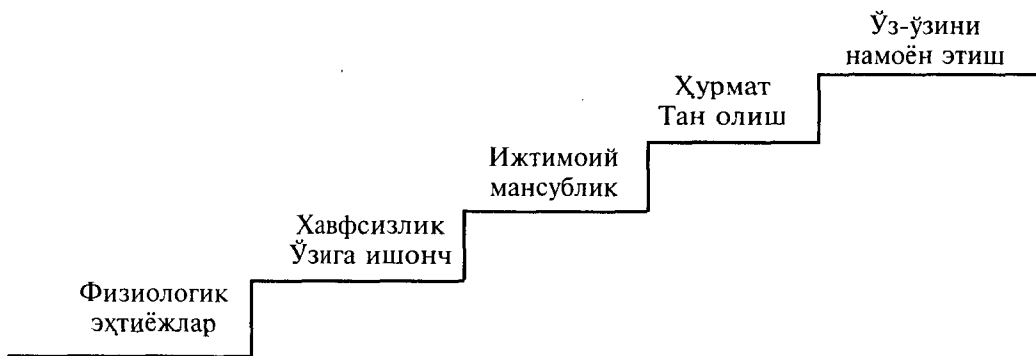 Ўз-ўзини
намоён этиш
Ҳурмат
Тан олиш
Ижтимоий
мансублик
Хавфсизлик
Ўзига ишонч
Физиологик
эҳтиёжлар